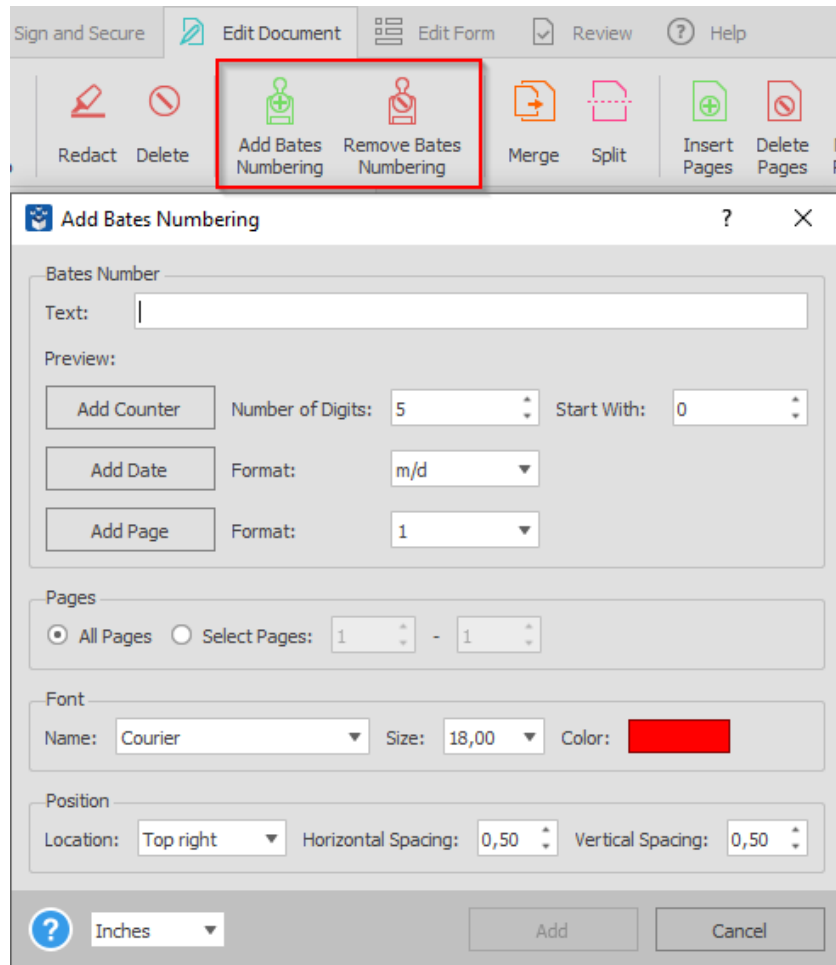 Sign and Secure Edit Document Edit Form Review ? Help
Redact Delete Add Bates Numbering Remove Bates Numbering Merge Split Insert Pages Delete Pages
Add Bates Numbering ?
Bates Number
Text:
Preview:
Add Counter Number of Digits: 5 Start With: 0
Add Date Format: m/d
Add Page Format: 1
Pages
All Pages Select Pages: 1 - 1
Font
Name: Courier Size: 18,00 Color:
Position
Location: Top right Horizontal Spacing: 0,50 Vertical Spacing: 0,50
? Inches Add Cancel